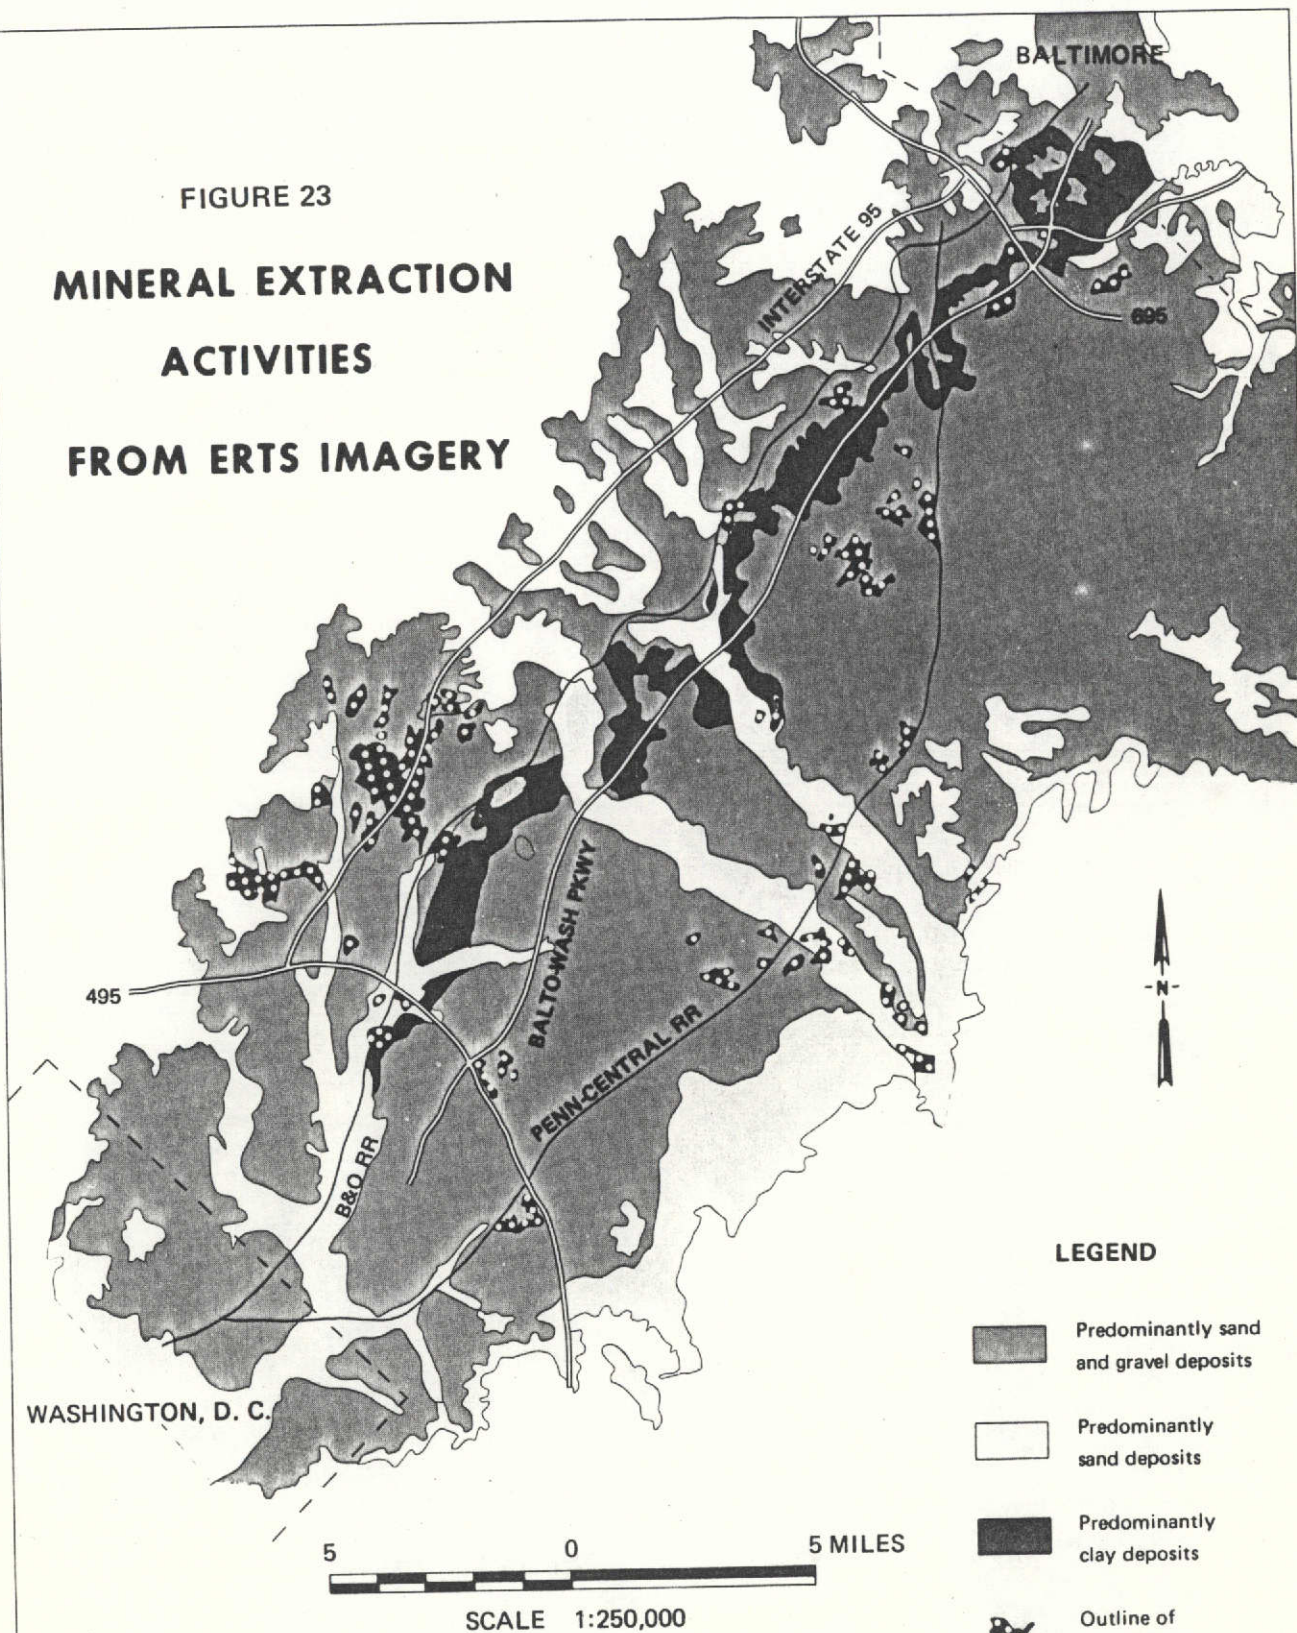 FIGURE 23
MINERAL EXTRACTION
ACTIVITIES
FROM ERTS IMAGERY
BALTIMORE
INTERSTATE 95
695
495
BALTO-WASH PKWY
PENN-CENTRAL RR
B&O RR
WASHINGTON, D. C.
-N-
LEGEND
Predominantly sand
and gravel deposits
Predominantly
sand deposits
Predominantly
clay deposits
Outline of
5 0 5 MILES
SCALE 1:250,000